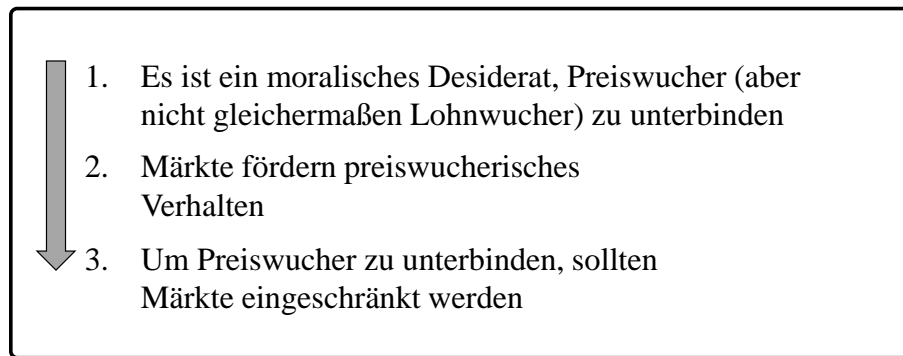 1. Es ist ein moralisches Desiderat, Preiswucher (aber
nicht gleichermaßen Lohnwucher) zu unterbinden
2. Märkte fördern preiswucherisches
Verhalten
3. Um Preiswucher zu unterbinden, sollten
Märkte eingeschränkt werden